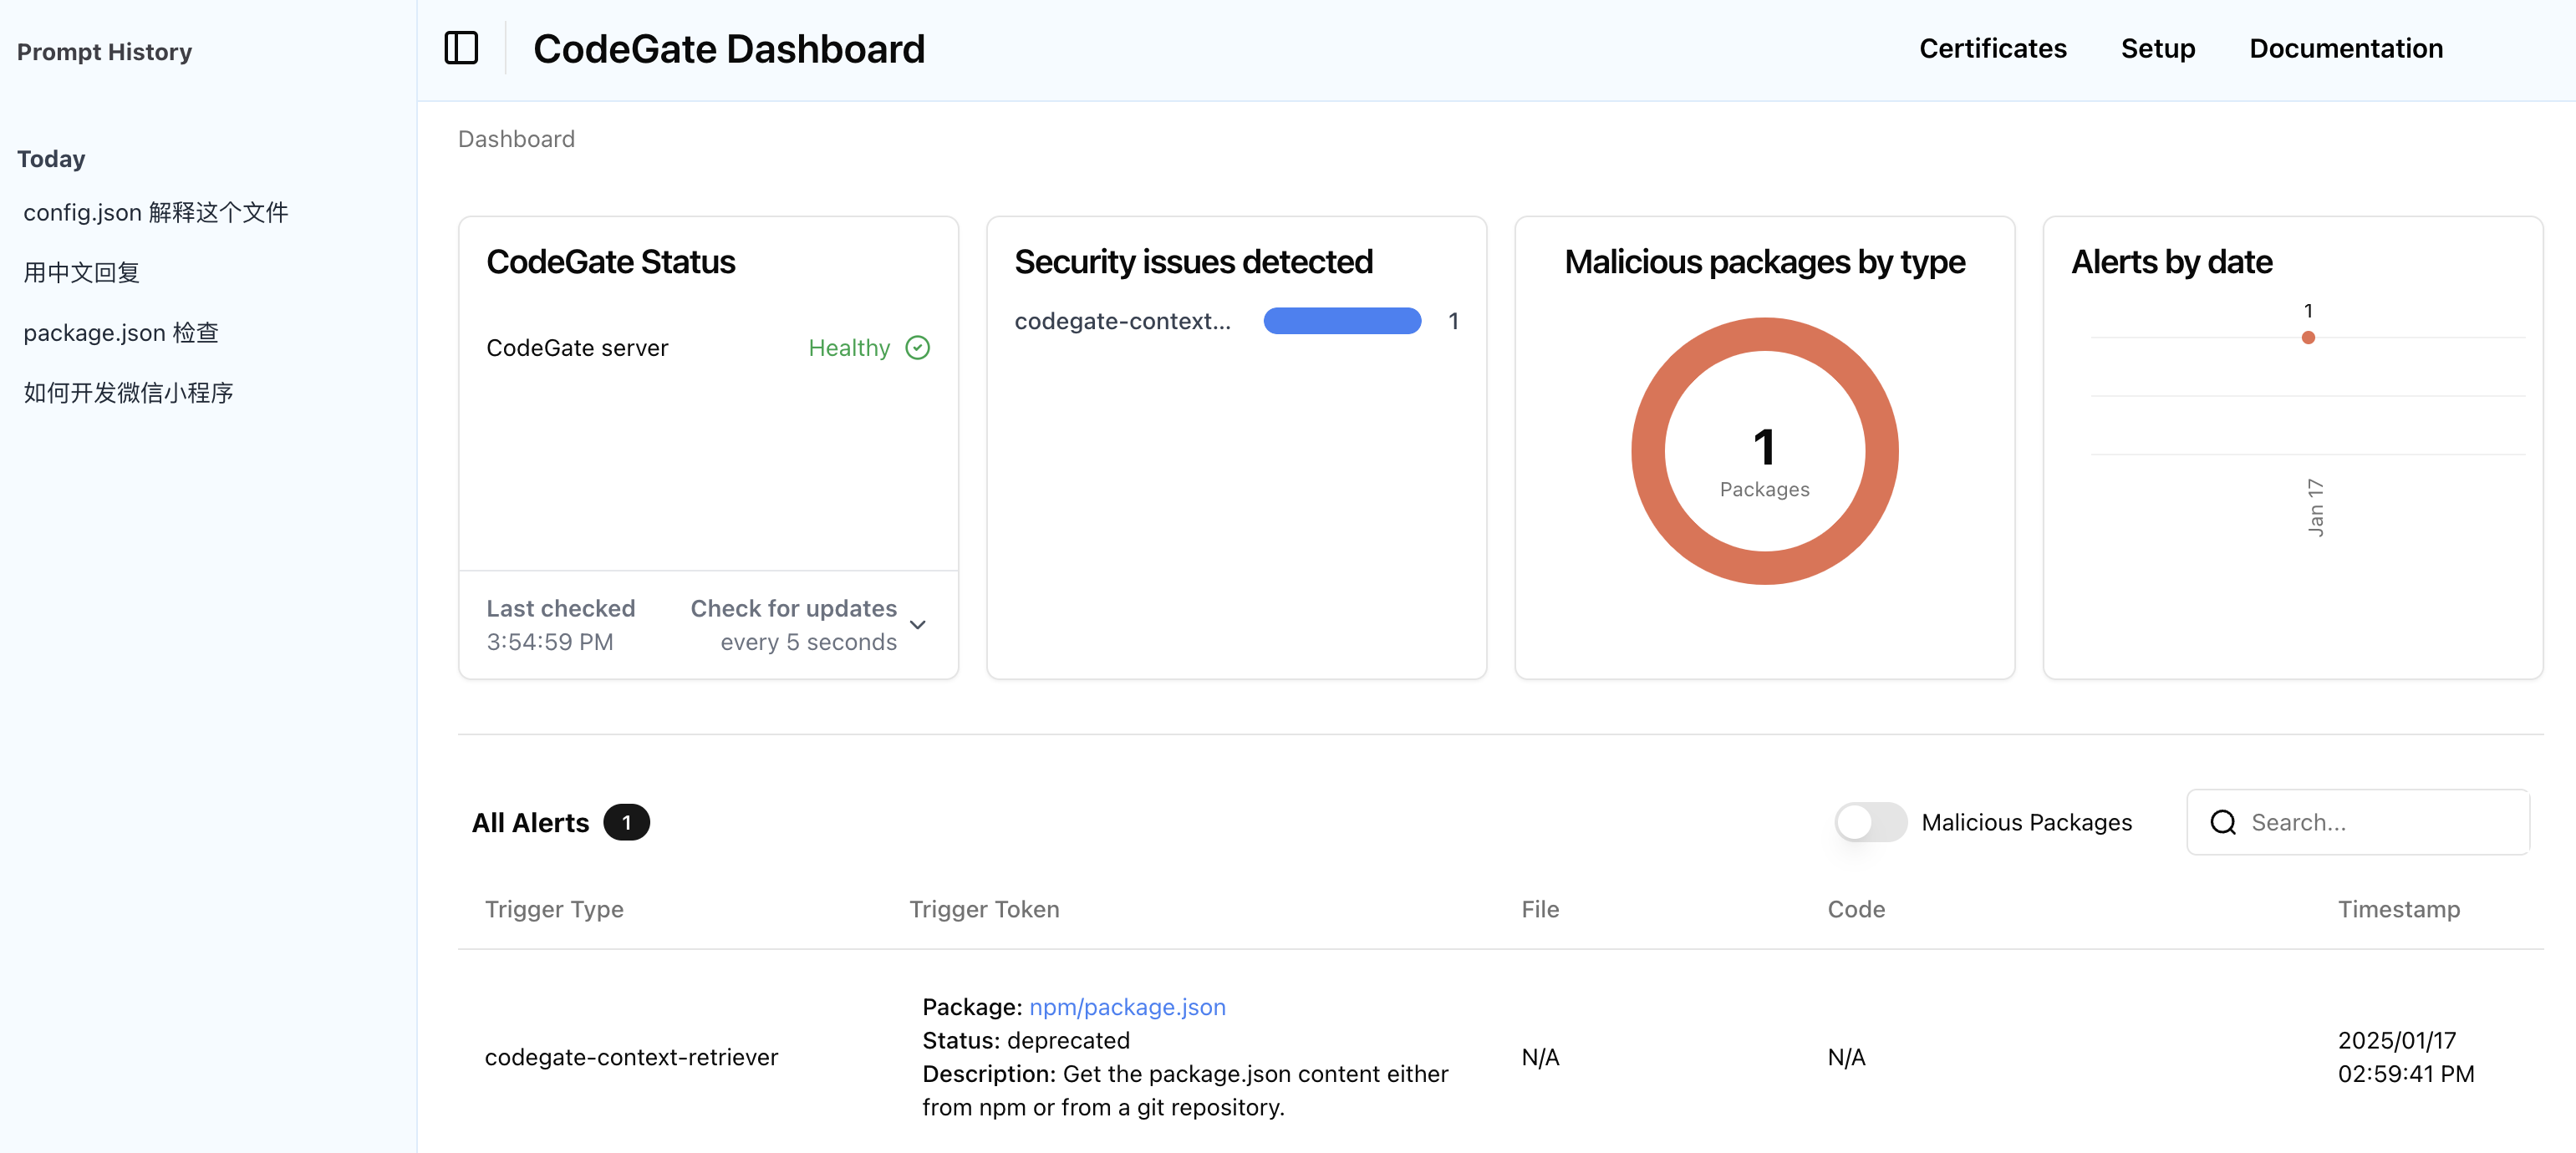 Prompt History
Today
config.json 解释这个文件
用中文回复
package.json 检查
如何开发微信小程序
CodeGate Dashboard
Certificates
Setup
Documentation
Dashboard
CodeGate Status
CodeGate server
Healthy
Last checked
3:54:59 PM
Check for updates
every 5 seconds
Security issues detected
codegate-context...
1
Malicious packages by type
1
Packages
Alerts by date
1
Jan 17
All Alerts
1
Malicious Packages
Search...
Trigger Type
Trigger Token
File
Code
Timestamp
codegate-context-retriever
Package: npm/package.json
Status: deprecated
Description: Get the package.json content either
from npm or from a git repository.
N/A
N/A
2025/01/17
02:59:41 PM